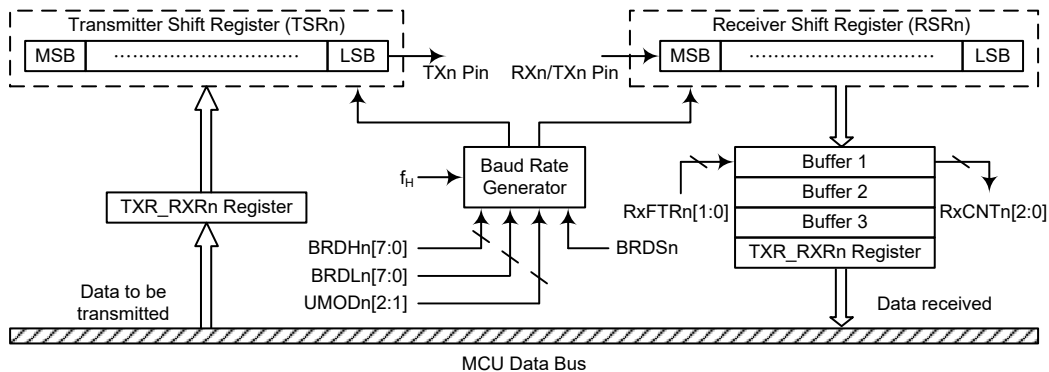 Transmitter Shift Register (TSRn)
MSB ........................................ LSB
TXn Pin
RXn/TXn Pin
Receiver Shift Register (RSRn)
MSB ........................................ LSB
Baud Rate
Generator
fH
BRDHn[7:0]
BRDLn[7:0]
UMODn[2:1]
BRDSn
TXR_RXRn Register
Data to be
transmitted
Buffer 1
Buffer 2
Buffer 3
TXR_RXRn Register
RxFTRn[1:0]
RxCNTn[2:0]
Data received
MCU Data Bus